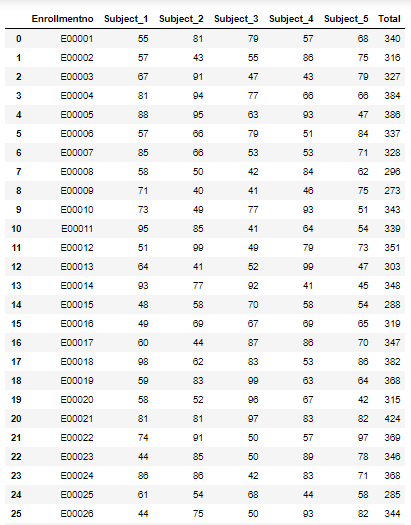 Enrollmentno Subject_1 Subject_2 Subject_3 Subject_4 Subject_5 Total
0 E00001 55 81 79 57 68 340
1 E00002 57 43 55 86 75 316
2 E00003 67 91 47 43 79 327
3 E00004 81 94 77 66 66 384
4 E00005 88 95 63 93 47 386
5 E00006 57 66 79 51 84 337
6 E00007 85 66 53 53 71 328
7 E00008 58 50 42 84 62 296
8 E00009 71 40 41 46 75 273
9 E00010 73 49 77 93 51 343
10 E00011 95 85 41 64 54 339
11 E00012 51 99 49 79 73 351
12 E00013 64 41 52 99 47 303
13 E00014 93 77 92 41 45 348
14 E00015 48 58 70 58 54 288
15 E00016 49 69 67 69 65 319
16 E00017 60 44 87 86 70 347
17 E00018 98 62 83 53 86 382
18 E00019 59 83 99 63 64 368
19 E00020 58 52 96 67 42 315
20 E00021 81 81 97 83 82 424
21 E00022 74 91 50 57 97 369
22 E00023 44 85 50 89 78 346
23 E00024 86 86 42 83 71 368
24 E00025 61 54 68 44 58 285
25 E00026 44 75 50 93 82 344